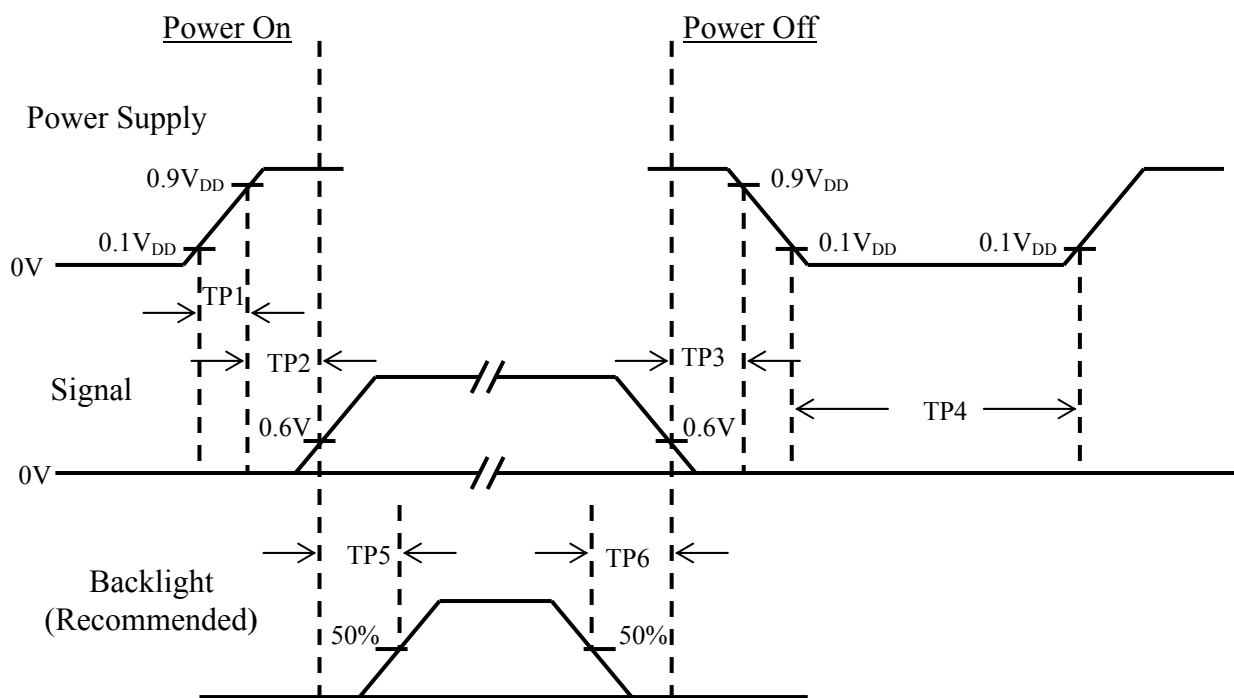 Power On
Power Off
Power Supply
0.9VDD
0.9VDD
0.1VDD
0.1VDD
0.1VDD
0V
TP1
TP2
TP3
Signal
TP4
0.6V
0.6V
0V
TP5
TP6
Backlight
(Recommended)
50%
50%